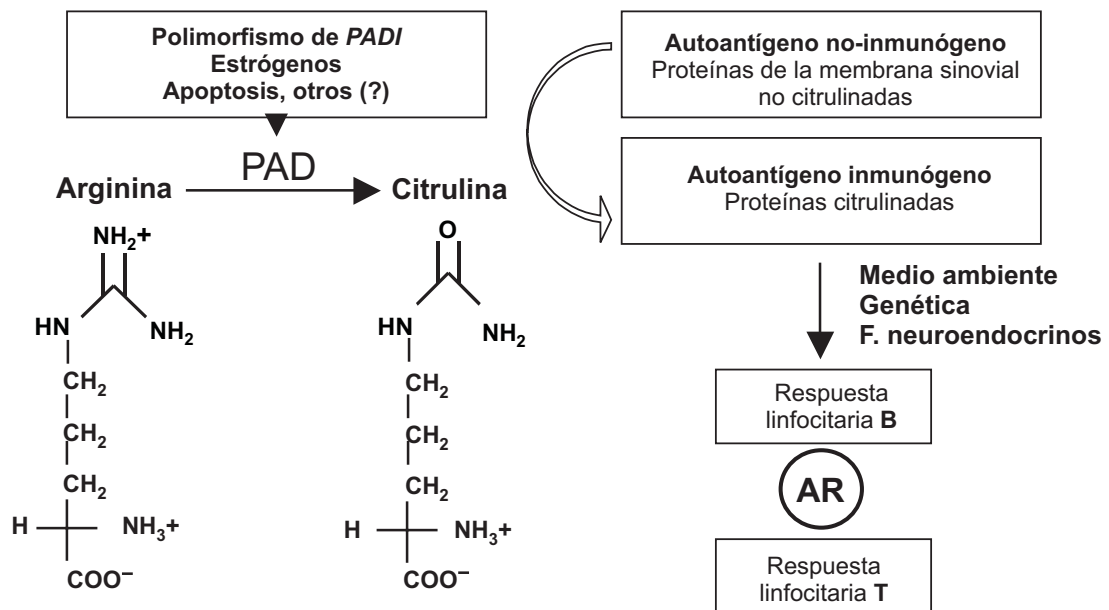 Polimorfismo de PADI
Estrógenos
Apoptosis, otros (?)
PAD
Arginina
Citrulina
NH₂+
HN
NH₂
CH₂
CH₂
CH₂
H
NH₃+
COO⁻
O
HN
NH₂
CH₂
CH₂
CH₂
H
NH₃+
COO⁻
Autoantígeno no-inmunógeno
Proteínas de la membrana sinovial
no citrulinadas
Autoantígeno inmunógeno
Proteínas citrulinadas
Medio ambiente
Genética
F. neuroendocrinos
Respuesta
linfocitaria B
AR
Respuesta
linfocitaria T